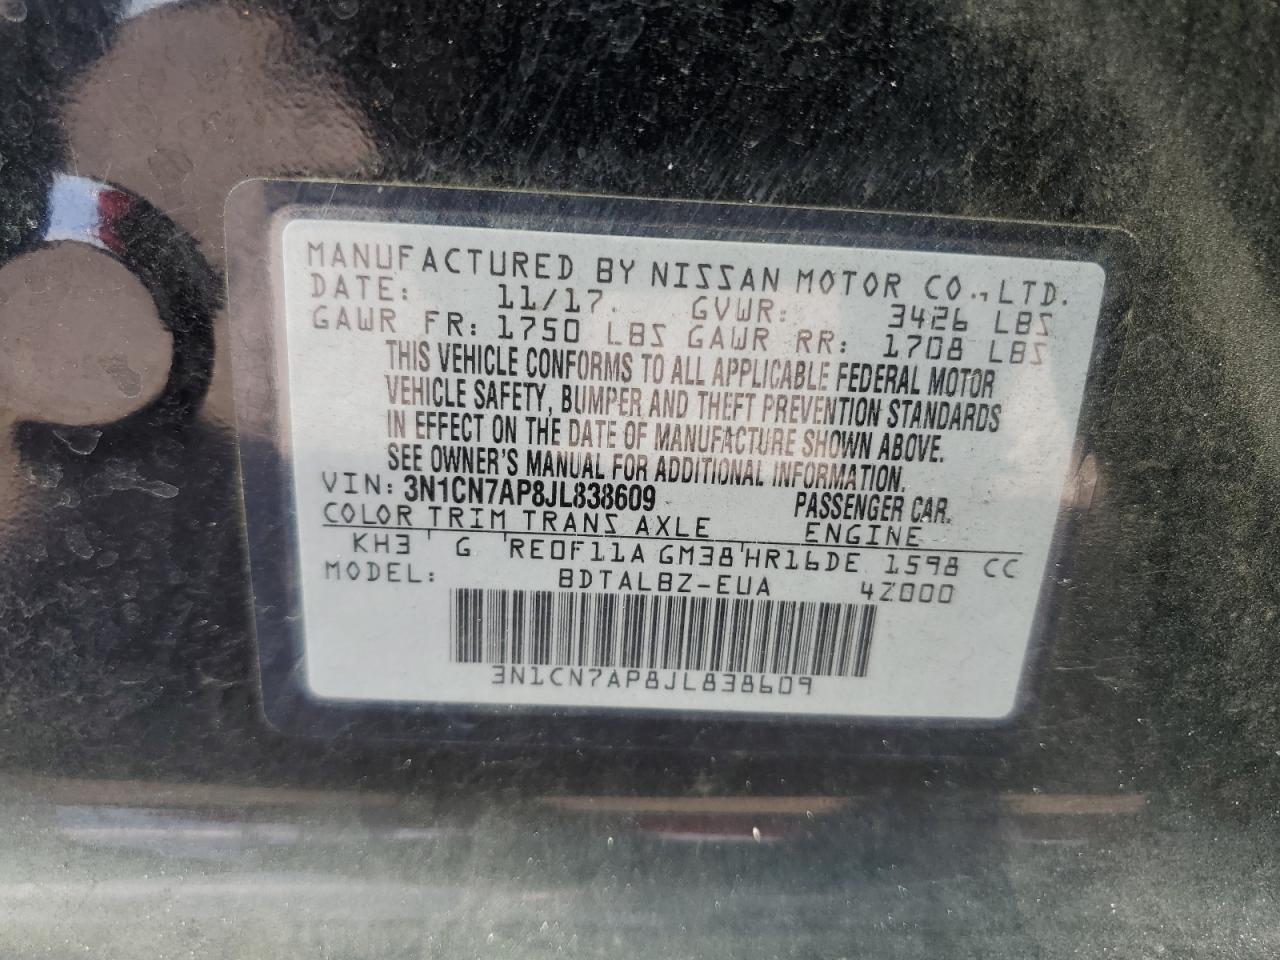 MANUFACTURED BY NISSAN MOTOR CO., LTD.
DATE: 11/17 GVWR: 3426 LBS
GAWR FR: 1750 LBS GAWR RR: 1708 LBS
THIS VEHICLE CONFORMS TO ALL APPLICABLE FEDERAL MOTOR
VEHICLE SAFETY, BUMPER AND THEFT PREVENTION STANDARDS
IN EFFECT ON THE DATE OF MANUFACTURE SHOWN ABOVE.
SEE OWNER'S MANUAL FOR ADDITIONAL INFORMATION.
VIN: 3N1CN7AP8JL838609 PASSENGER CAR.
COLOR TRIM TRANS AXLE ENGINE
KH3 G RE0F11A GM38 HR16DE 1598 CC
MODEL: BDTALBZ-EUA 4Z000
3N1CN7AP8JL838609